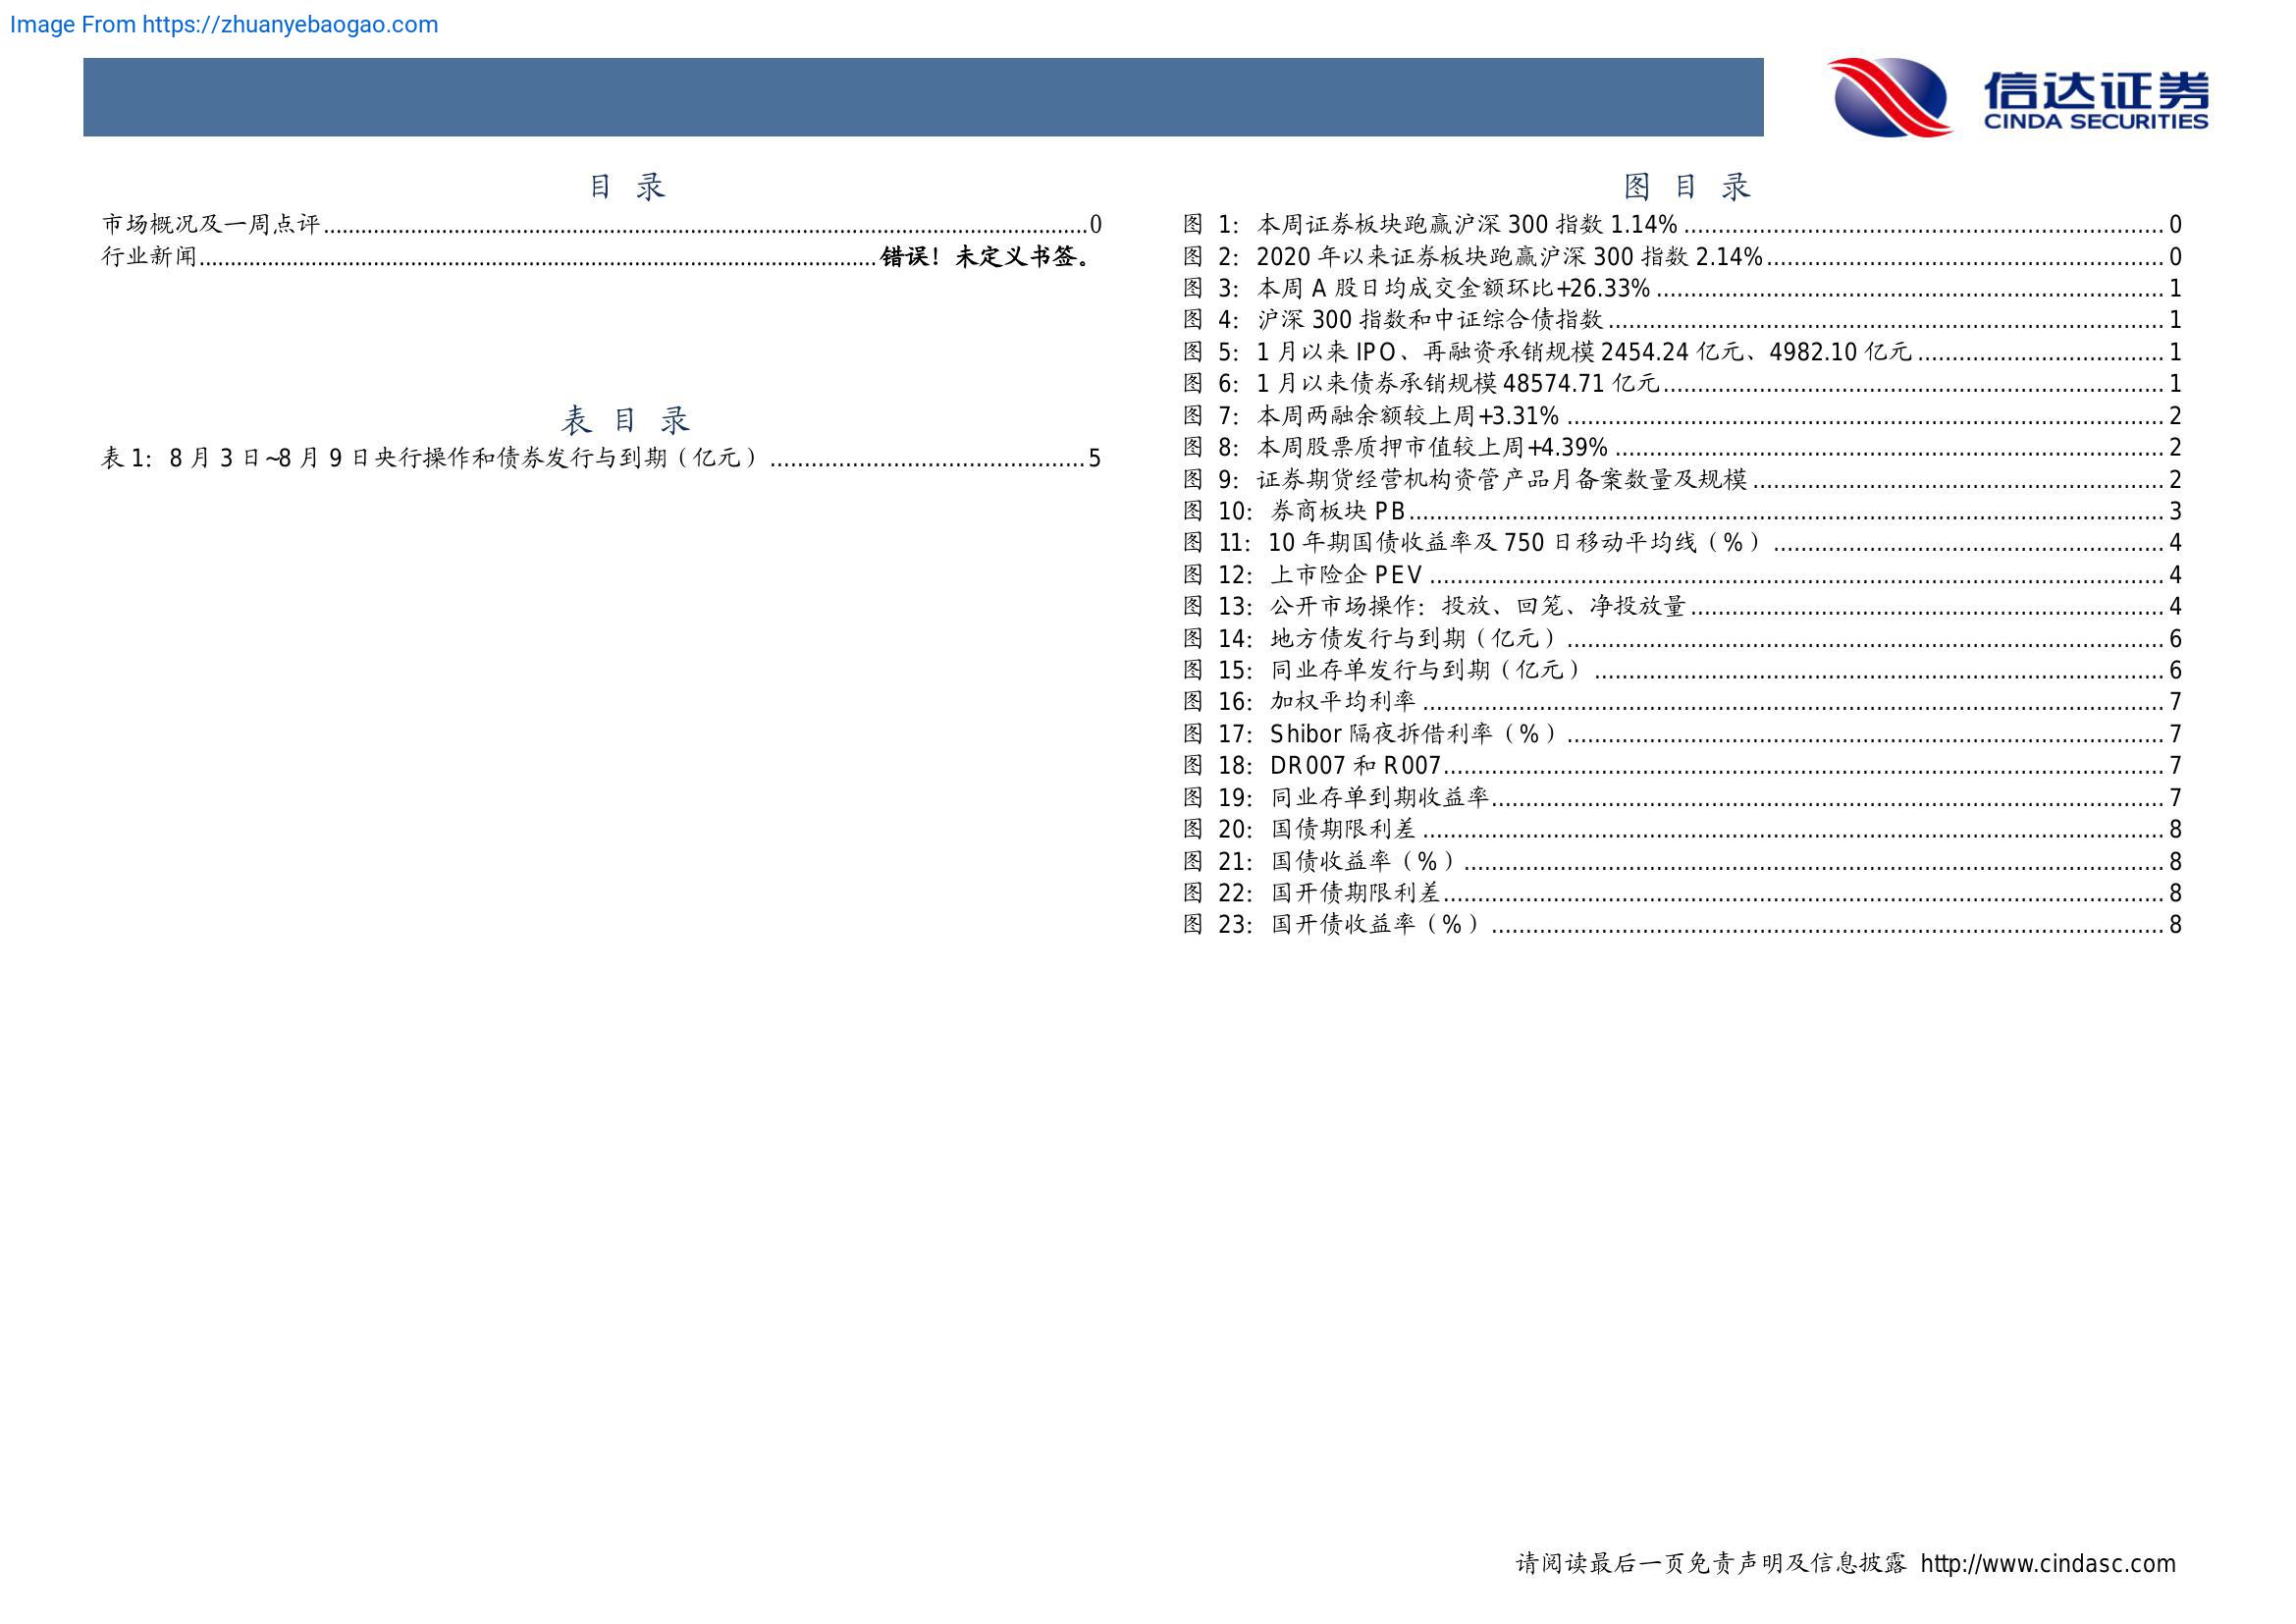 Image From https://zhuanyebaogao.com
信达证券
CINDA SECURITIES
目 录
市场概况及一周点评........................................0
行业新闻........................................错误！未定义书签。
表 目 录
表 1：8 月 3 日~8 月 9 日央行操作和债券发行与到期（亿元）........................................5
图 目 录
图 1：本周证券板块跑赢沪深 300 指数 1.14%........................................0
图 2：2020 年以来证券板块跑赢沪深 300 指数 2.14%........................................0
图 3：本周 A 股日均成交金额环比+26.33%........................................1
图 4：沪深 300 指数和中证综合债指数........................................1
图 5：1 月以来 IPO、再融资承销规模 2454.24 亿元、4982.10 亿元........................................1
图 6：1 月以来债券承销规模 48574.71 亿元........................................1
图 7：本周两融余额较上周+3.31%........................................2
图 8：本周股票质押市值较上周+4.39%........................................2
图 9：证券期货经营机构资管产品月备案数量及规模........................................2
图 10：券商板块 PB........................................3
图 11：10 年期国债收益率及 750 日移动平均线（%）........................................4
图 12：上市险企 PEV........................................4
图 13：公开市场操作：投放、回笼、净投放量........................................4
图 14：地方债发行与到期（亿元）........................................6
图 15：同业存单发行与到期（亿元）........................................6
图 16：加权平均利率........................................7
图 17：Shibor 隔夜拆借利率（%）........................................7
图 18：DR007 和 R007........................................7
图 19：同业存单到期收益率........................................7
图 20：国债期限利差........................................8
图 21：国债收益率（%）........................................8
图 22：国开债期限利差........................................8
图 23：国开债收益率（%）........................................8
请阅读最后一页免责声明及信息披露 http://www.cindasc.com